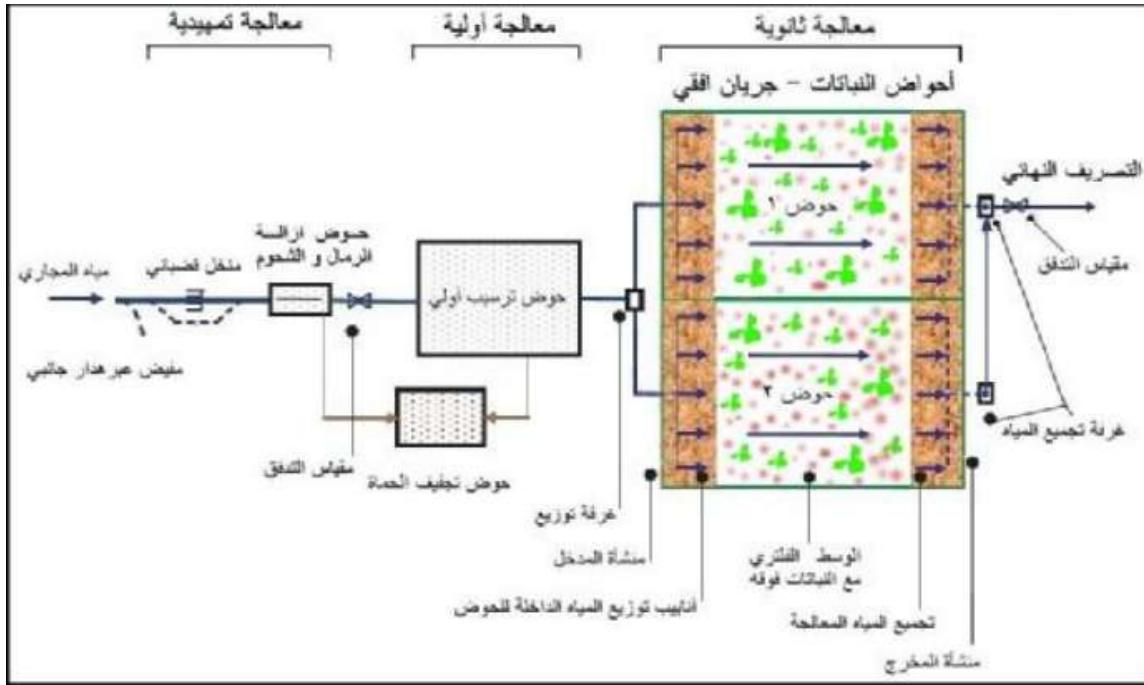 معالجة تمهيدية
معالجة أولية
معالجة ثانوية
أحواض النباتات – جريان افقي
مياه المجاري
منخل قضباني
حوض ازالة
الرمال و الشحوم
حوض ترسيب أولي
حوض ١
حوض ٢
التصريف النهائي
مقياس التدفق
غرفة تجميع المياه
مفيض عبر هدار جانبي
مقياس التدفق
حوض تجفيف الحماة
غرفة توزيع
منشأة المدخل
أنابيب توزيع المياه الداخلة للحوض
الوسط الفلتري
مع النباتات فوقه
تجميع المياه المعالجة
منشأة المخرج